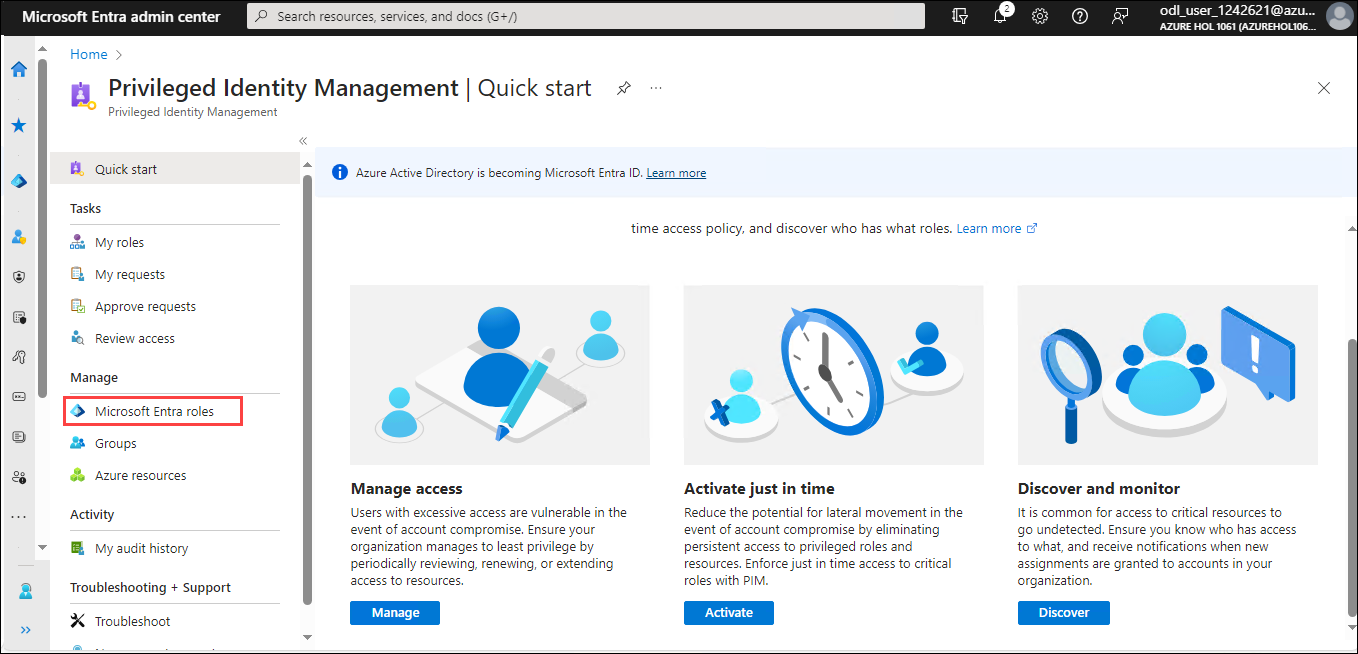 Microsoft Entra admin center
Search resources, services, and docs (G+/)
2
odl_user_1242621@azu...
AZURE HOL 1061 (AZUREHOL106...
Home
Privileged Identity Management | Quick start
...
Privileged Identity Management
Quick start
Tasks
My roles
My requests
Approve requests
Review access
Manage
Microsoft Entra roles
Groups
Azure resources
Activity
My audit history
Troubleshooting + Support
Troubleshoot
Azure Active Directory is becoming Microsoft Entra ID. Learn more
time access policy, and discover who has what roles. Learn more
Manage access
Users with excessive access are vulnerable in the
event of account compromise. Ensure your
organization manages to least privilege by
periodically reviewing, renewing, or extending
access to resources.
Manage
Activate just in time
Reduce the potential for lateral movement in the
event of account compromise by eliminating
persistent access to privileged roles and
resources. Enforce just in time access to critical
roles with PIM.
Activate
Discover and monitor
It is common for access to critical resources to
go undetected. Ensure you know who has access
to what, and receive notifications when new
assignments are granted to accounts in your
organization.
Discover